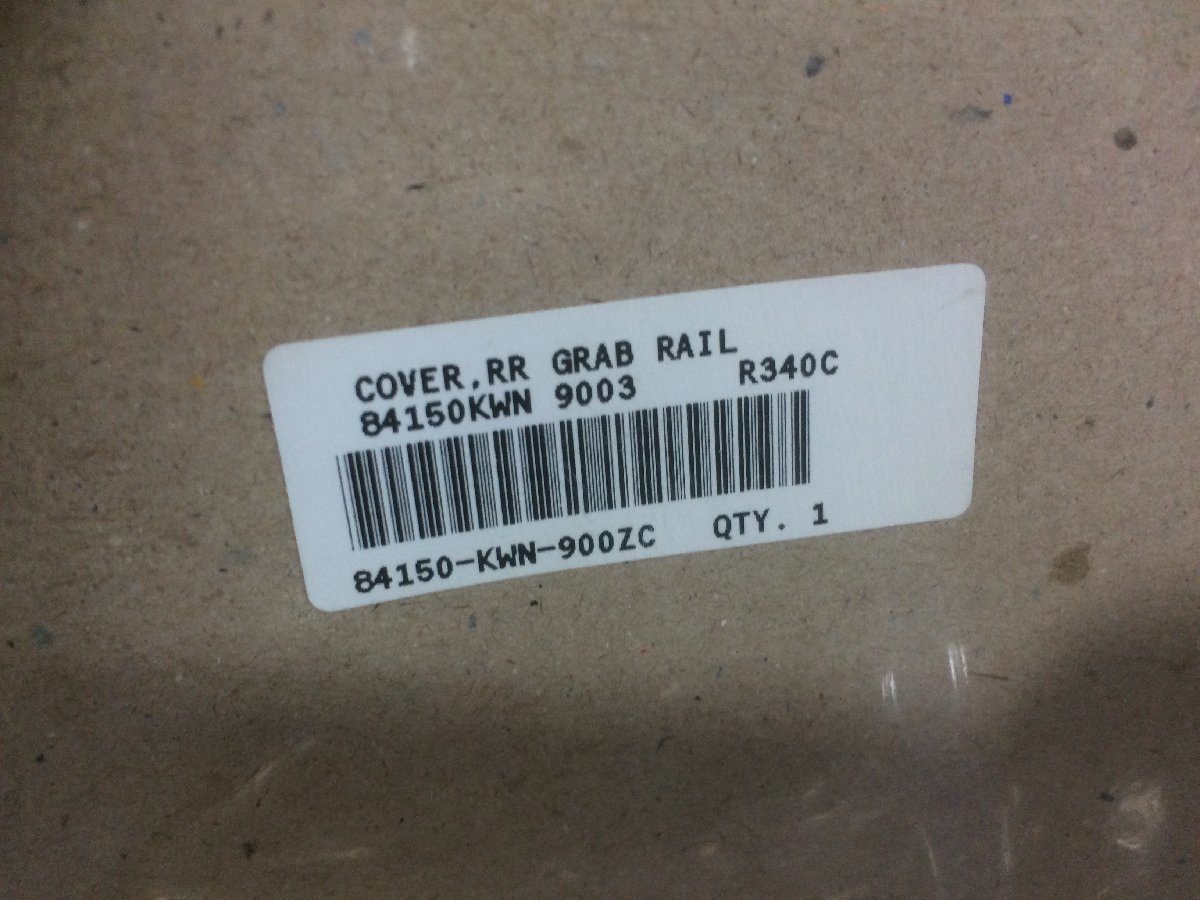 COVER,RR GRAB RAIL
84150KWN 9003 R340C
84150-KWN-900ZC QTY. 1